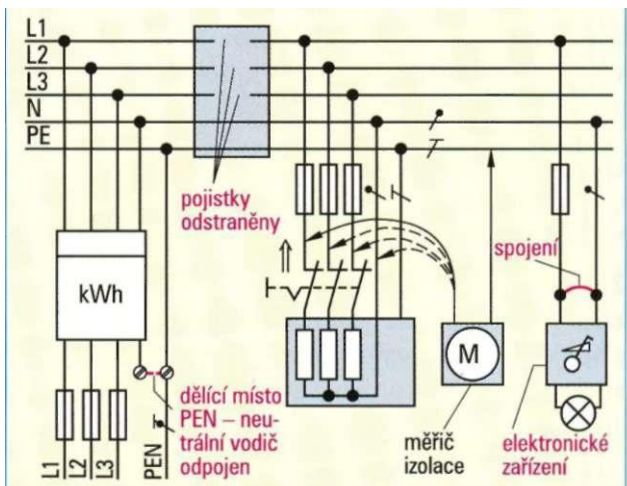 L1
L2
L3
N
PE
pojistky
odstraněny
spojení
kWh
M
dělící místo
PEN – neu-
trální vodič
odpojen
měřič
izolace
elektronické
zařízení
L1
L2
L3
PEN